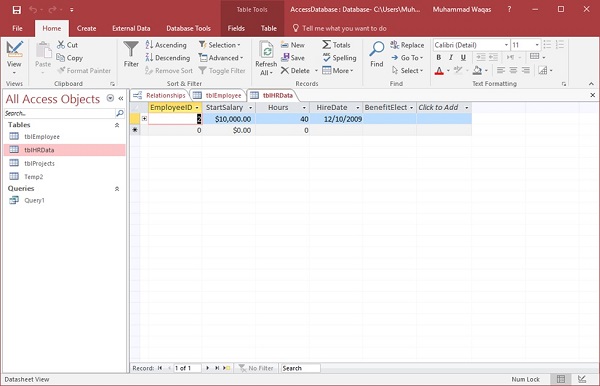 Table Tools
AccessDatabase : Database- C:\Users\Muh...
Muhammad Waqas
?
File
Home
Create
External Data
Database Tools
Fields
Table
Tell me what you want to do
View
Views
Paste
Cut
Copy
Format Painter
Clipboard
Filter
Ascending
Descending
Remove Sort
Selection
Advanced
Toggle Filter
Sort & Filter
Refresh All
New
Save
Delete
Totals
Spelling
More
Records
Find
Replace
Go To
Select
Find
Calibri (Detail)
11
B I U
A
Text Formatting
All Access Objects
Search...
Tables
tblEmployee
tblHRData
tblProjects
Temp2
Queries
Query1
Relationships tblEmployee tblHRData
EmployeeID StartSalary Hours HireDate BenefitElect Click to Add
2 $10,000.00 40 12/10/2009
0 $0.00 0
Record: 1 of 1 No Filter Search
Datasheet View
Num Lock